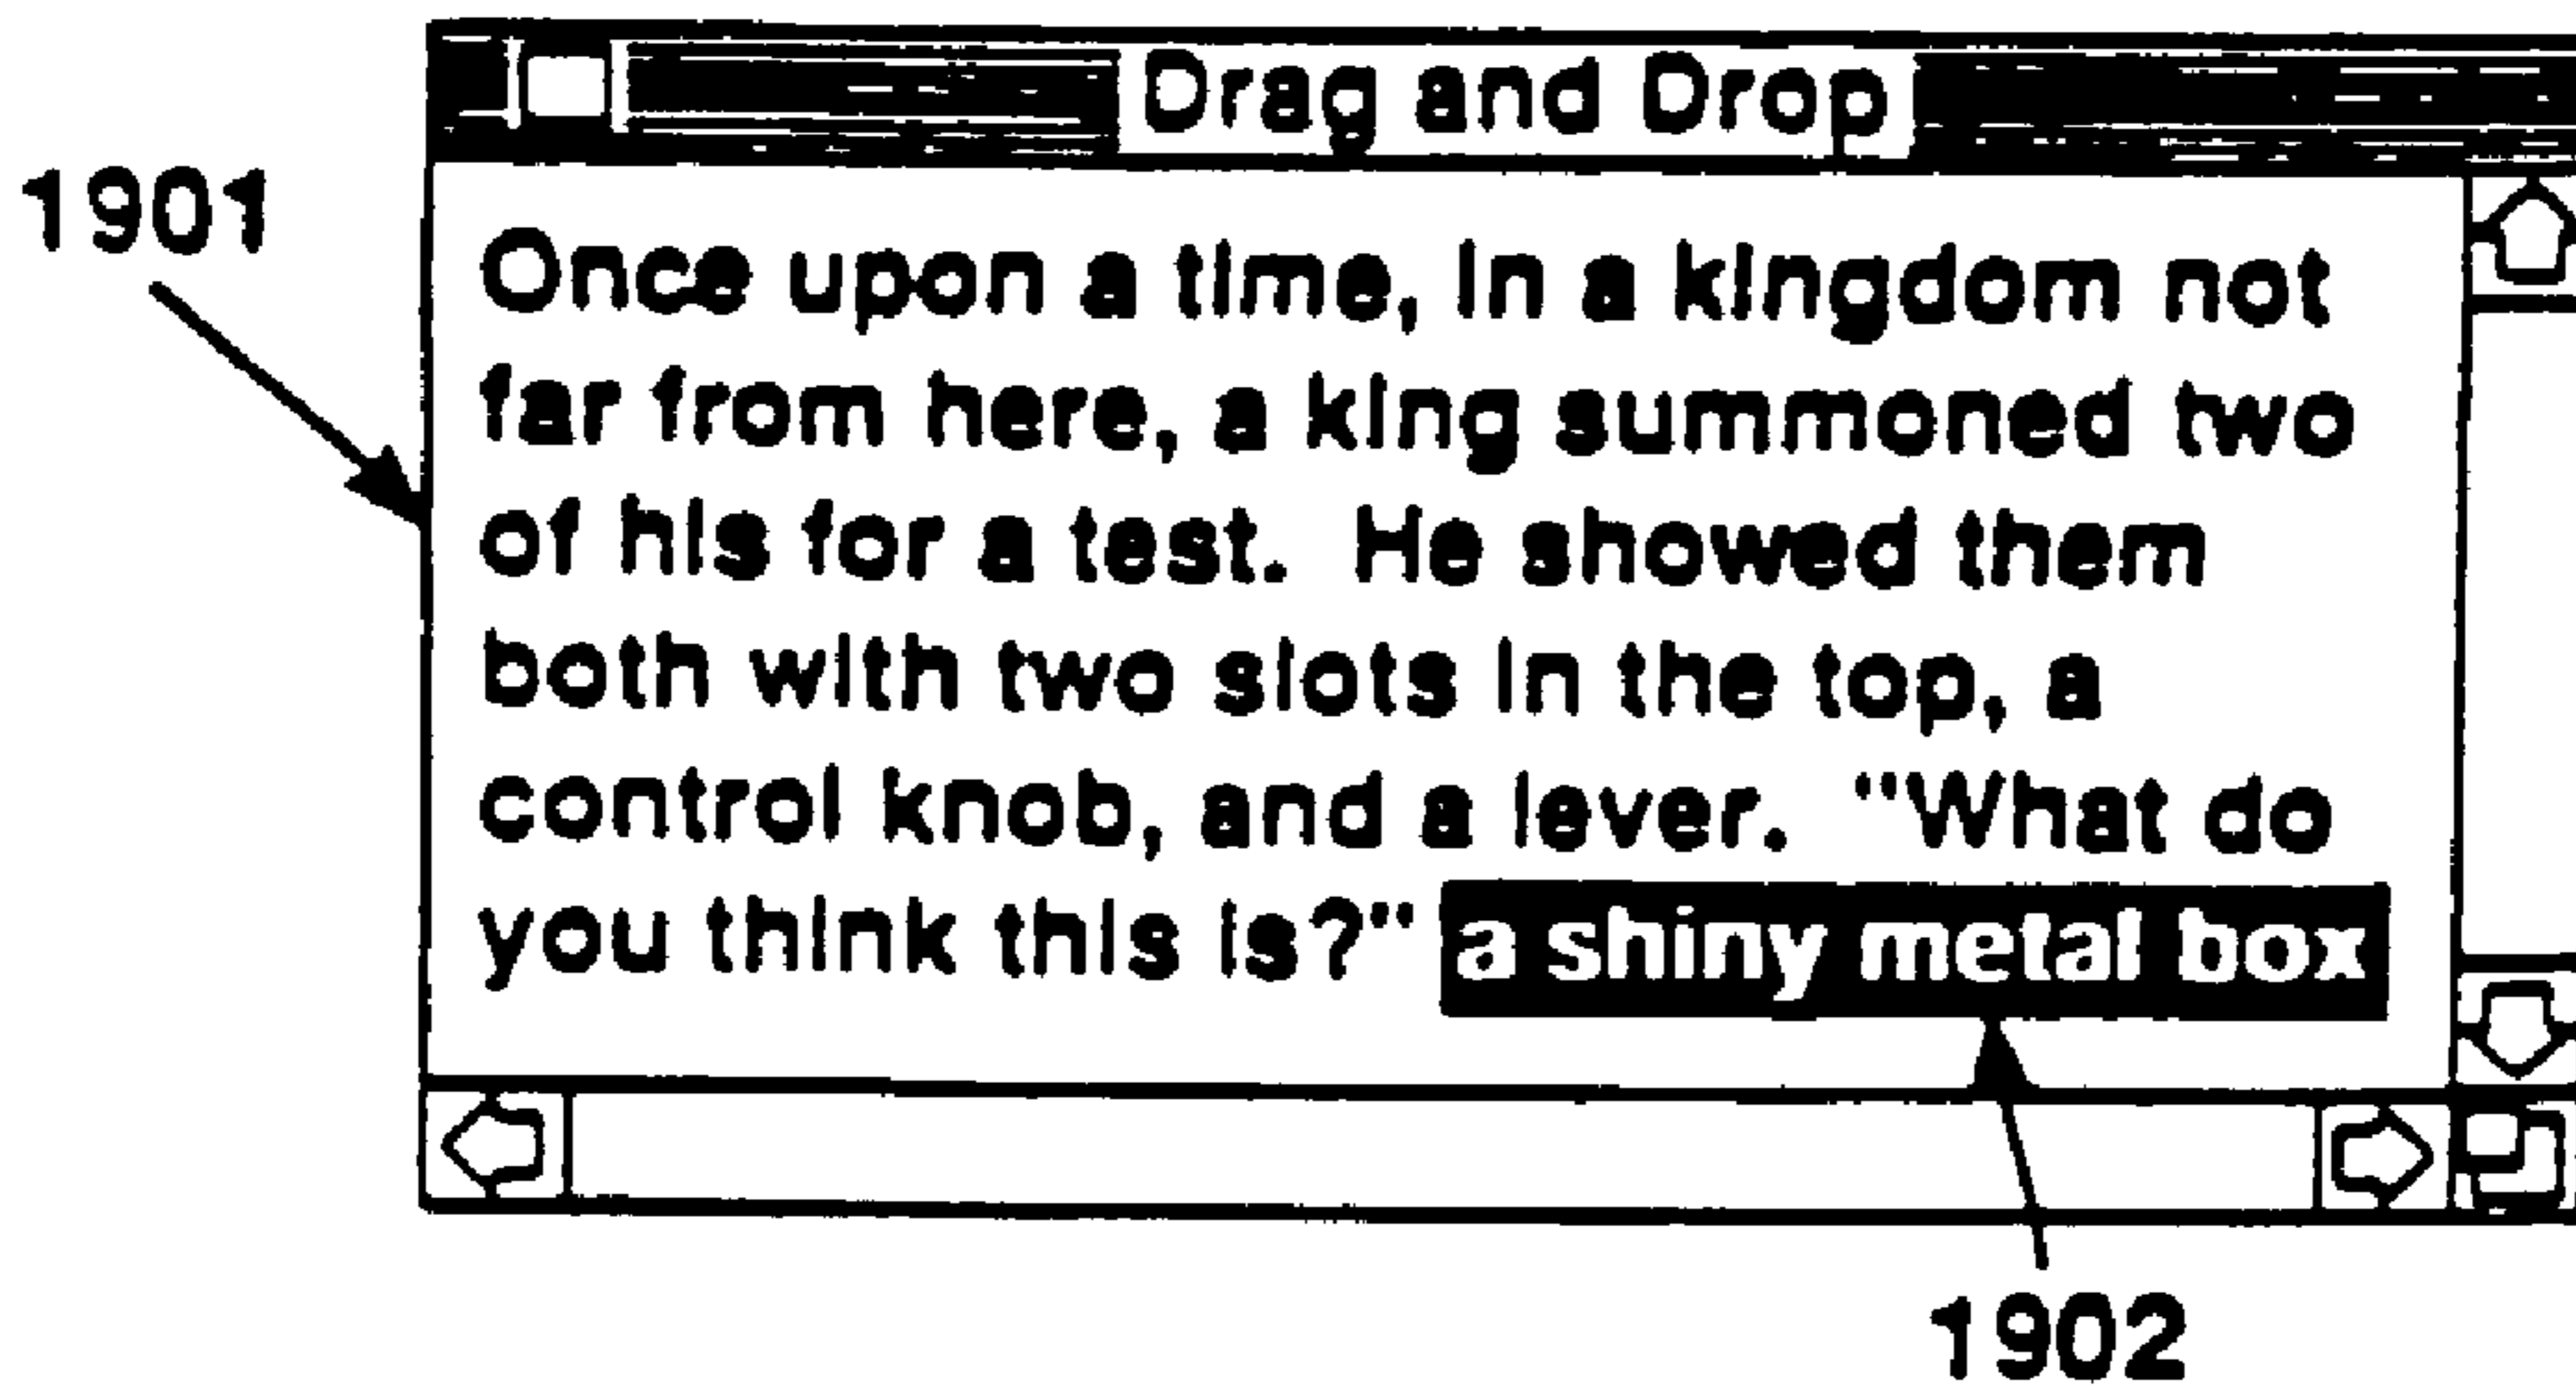 Drag and Drop
1901
Once upon a time, in a kingdom not
far from here, a king summoned two
of his for a test.  He showed them
both with two slots in the top, a
control knob, and a lever.  "What do
you think this is?" a shiny metal box
1902